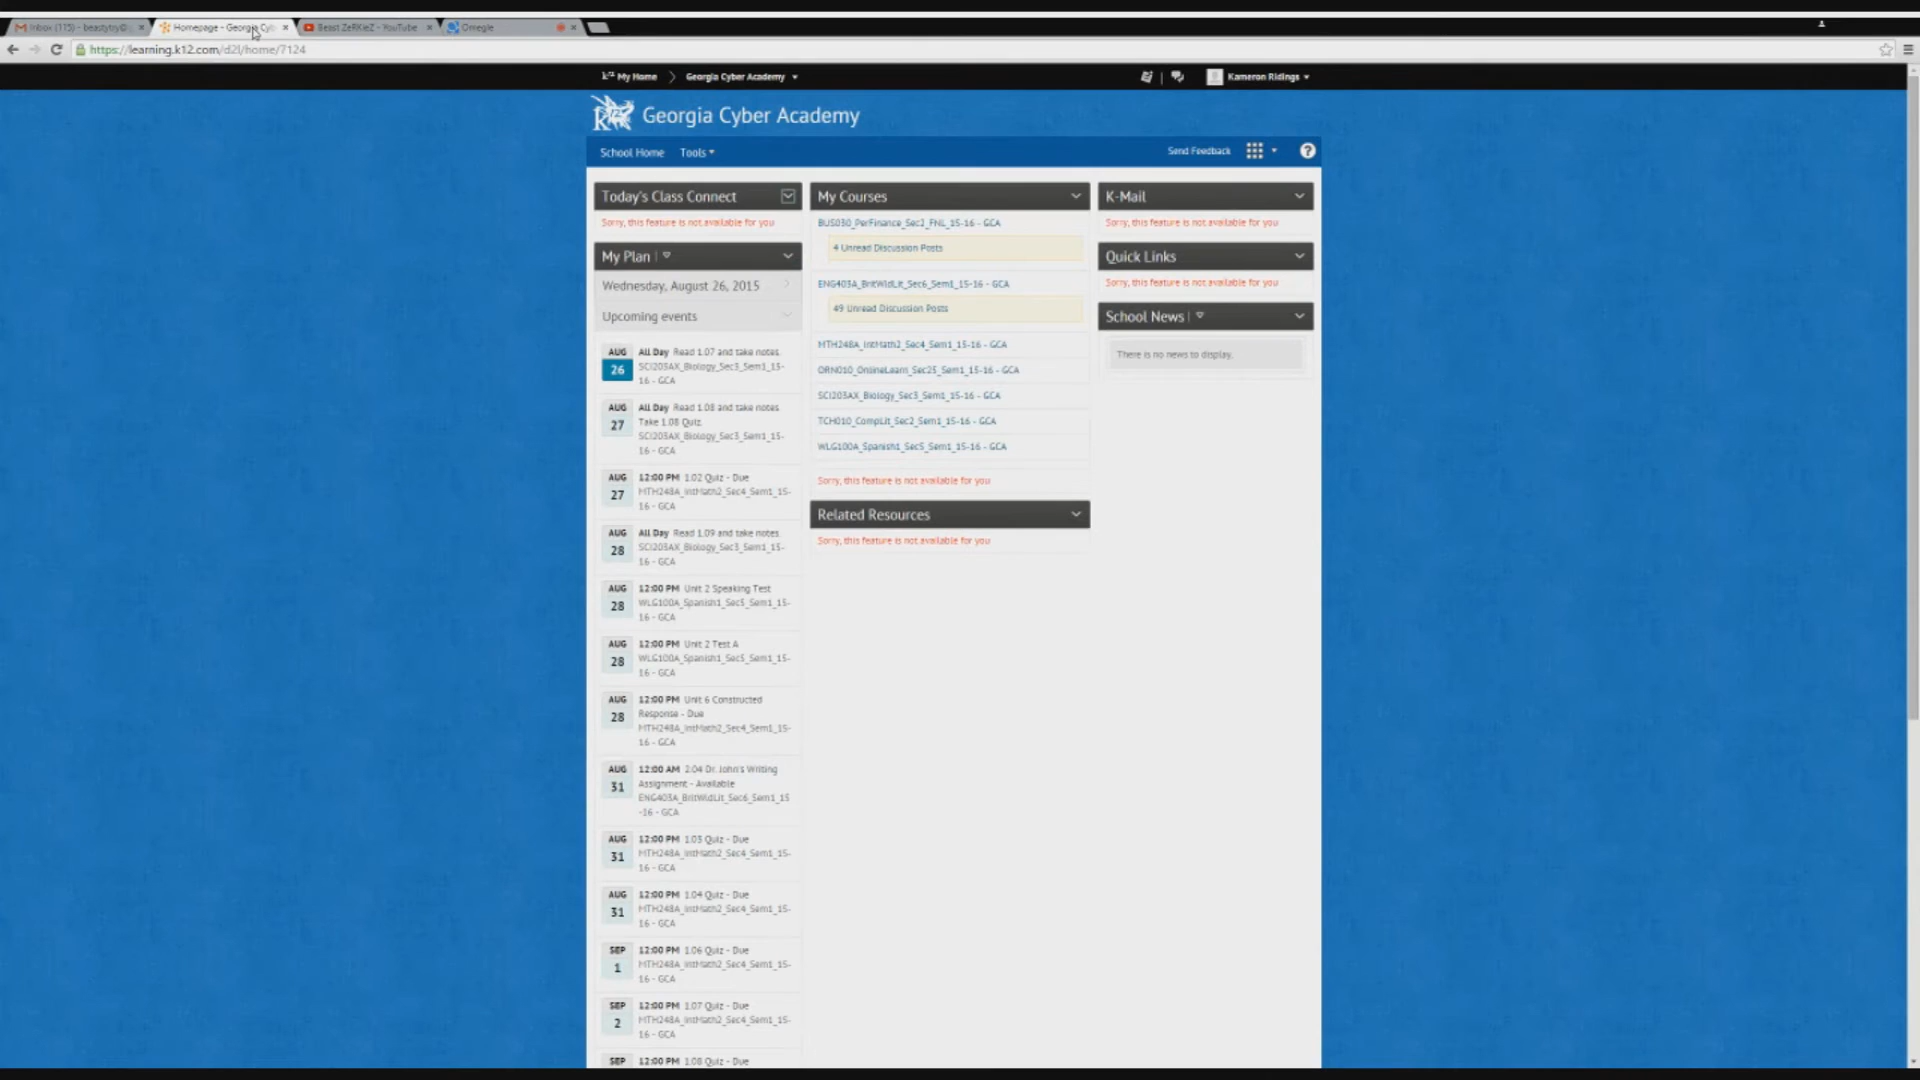 Inbox (115) - beastytry@
Homepage - Georgia Cyb
Beast ZeRKieZ - YouTube
Omegle
https://learning.k12.com/d2l/home/7124
My Home
Georgia Cyber Academy
Kameron Ridings
Georgia Cyber Academy
School Home Tools
Send Feedback
Today's Class Connect
Sorry, this feature is not available for you
My Plan
Wednesday, August 26, 2015
Upcoming events
AUG 26
All Day Read 1.07 and take notes.
SCI203AX_Biology_Sec3_Sem1_15-
16 - GCA
AUG 27
All Day Read 1.08 and take notes.
Take 1.08 Quiz.
SCI203AX_Biology_Sec3_Sem1_15-
16 - GCA
AUG 27
12:00 PM 1.02 Quiz - Due
MTH248A_IntMath2_Sec4_Sem1_15-
16 - GCA
AUG 28
All Day Read 1.09 and take notes.
SCI203AX_Biology_Sec3_Sem1_15-
16 - GCA
AUG 28
12:00 PM Unit 2 Speaking Test
WLG100A_Spanish1_Sec5_Sem1_15-
16 - GCA
AUG 28
12:00 PM Unit 2 Test A
WLG100A_Spanish1_Sec5_Sem1_15-
16 - GCA
AUG 28
12:00 PM Unit 6 Constructed
Response - Due
MTH248A_IntMath2_Sec4_Sem1_15-
16 - GCA
AUG 31
12:00 AM 2.04 Dr. John's Writing
Assignment - Available
ENG403A_BritWldLit_Sec6_Sem1_15
-16 - GCA
AUG 31
12:00 PM 1.03 Quiz - Due
MTH248A_IntMath2_Sec4_Sem1_15-
16 - GCA
AUG 31
12:00 PM 1.04 Quiz - Due
MTH248A_IntMath2_Sec4_Sem1_15-
16 - GCA
SEP 1
12:00 PM 1.06 Quiz - Due
MTH248A_IntMath2_Sec4_Sem1_15-
16 - GCA
SEP 2
12:00 PM 1.07 Quiz - Due
MTH248A_IntMath2_Sec4_Sem1_15-
16 - GCA
SEP
12:00 PM 1.08 Quiz - Due
My Courses
BUS030_PerFinance_Sec2_FNL_15-16 - GCA
4 Unread Discussion Posts
ENG403A_BritWldLit_Sec6_Sem1_15-16 - GCA
49 Unread Discussion Posts
MTH248A_IntMath2_Sec4_Sem1_15-16 - GCA
ORN010_OnlineLearn_Sec25_Sem1_15-16 - GCA
SCI203AX_Biology_Sec3_Sem1_15-16 - GCA
TCH010_CompLit_Sec2_Sem1_15-16 - GCA
WLG100A_Spanish1_Sec5_Sem1_15-16 - GCA
Sorry, this feature is not available for you
Related Resources
Sorry, this feature is not available for you
K-Mail
Sorry, this feature is not available for you
Quick Links
Sorry, this feature is not available for you
School News
There is no news to display.